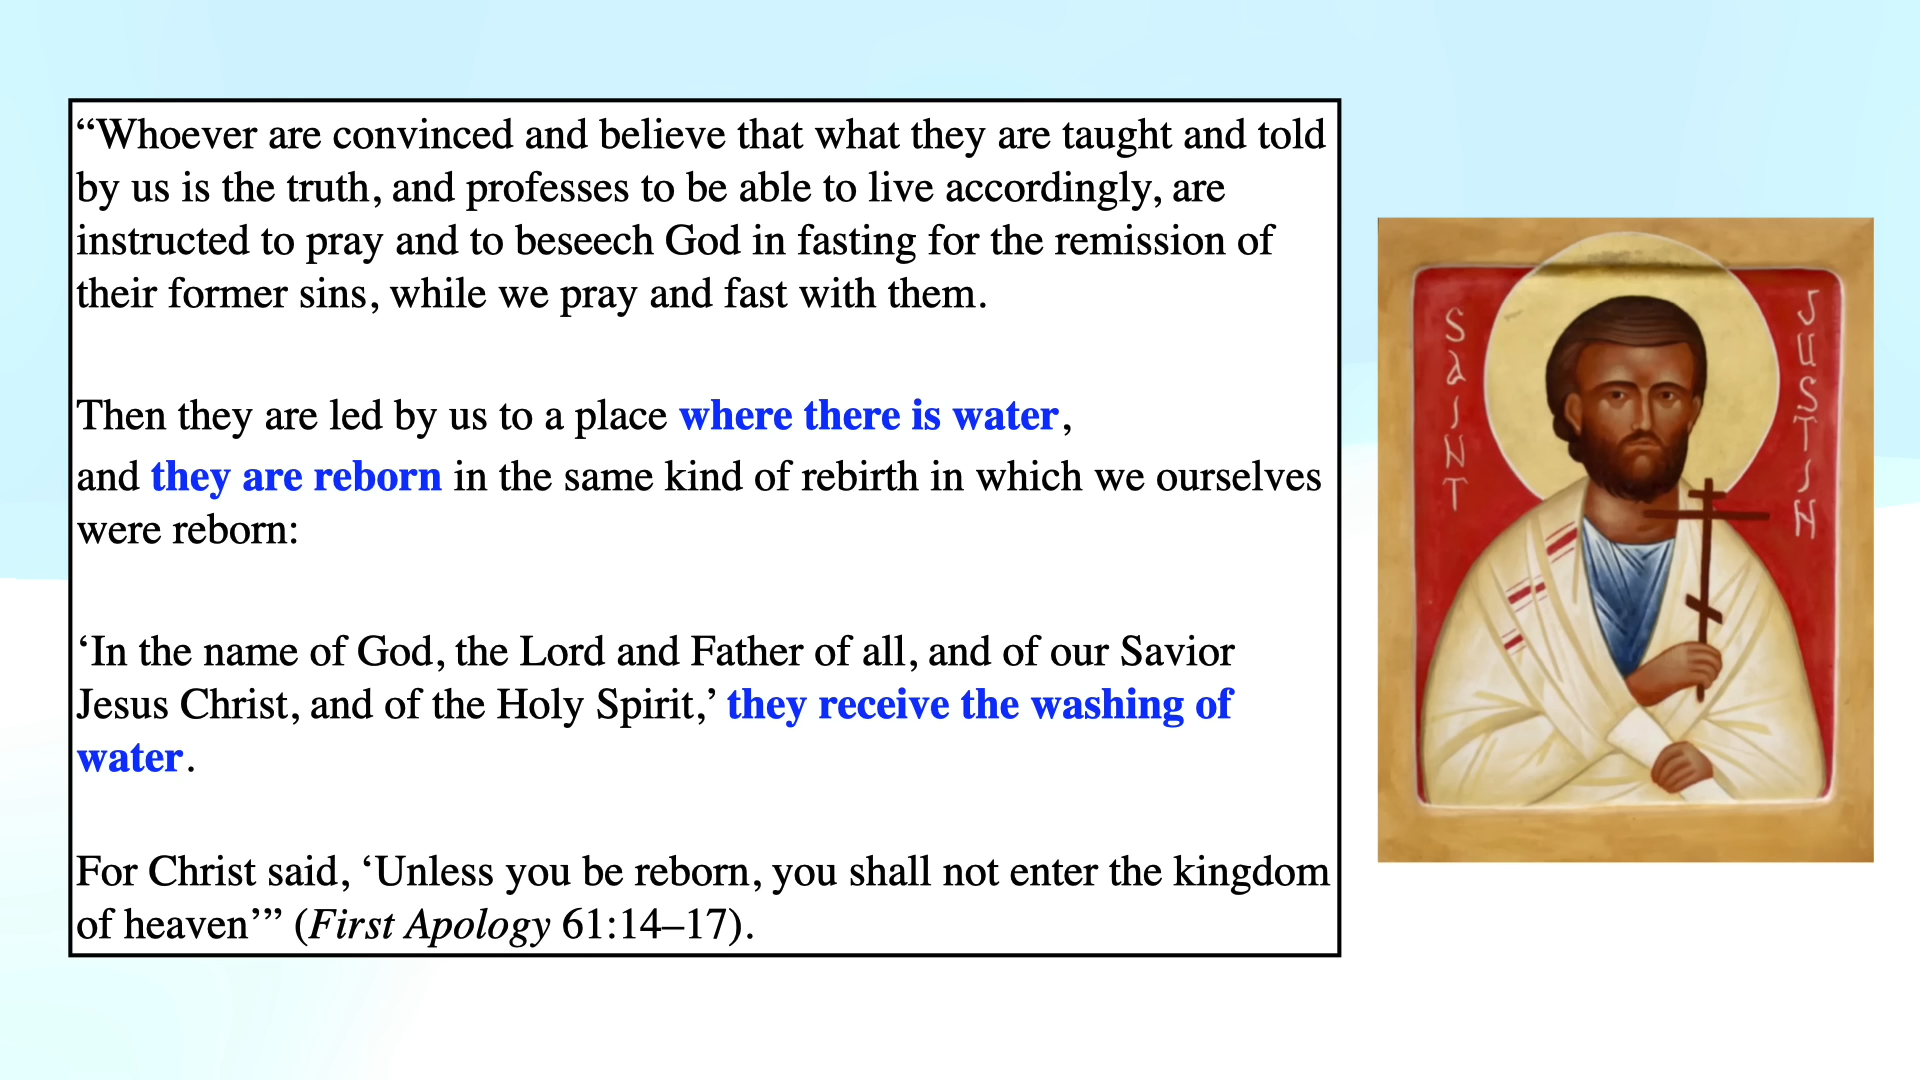 “Whoever are convinced and believe that what they are taught and told
by us is the truth, and professes to be able to live accordingly, are
instructed to pray and to beseech God in fasting for the remission of
their former sins, while we pray and fast with them.
Then they are led by us to a place where there is water,
and they are reborn in the same kind of rebirth in which we ourselves
were reborn:
‘In the name of God, the Lord and Father of all, and of our Savior
Jesus Christ, and of the Holy Spirit,’ they receive the washing of
water.
For Christ said, ‘Unless you be reborn, you shall not enter the kingdom
of heaven’” (First Apology 61:14–17).
SAINT
JUSTIN